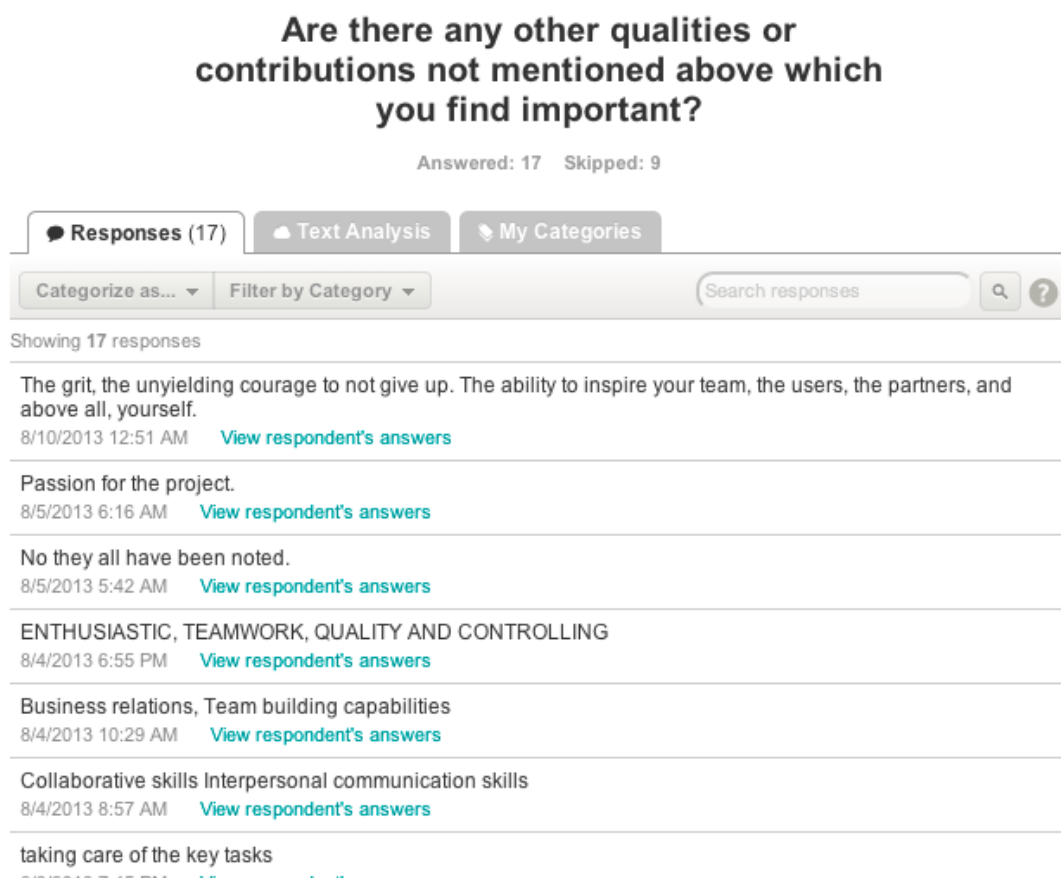 Are there any other qualities or
contributions not mentioned above which
you find important?
Answered: 17 Skipped: 9
Responses (17) Text Analysis My Categories
Categorize as... Filter by Category Search responses ?
Showing 17 responses
The grit, the unyielding courage to not give up. The ability to inspire your team, the users, the partners, and
above all, yourself.
8/10/2013 12:51 AM View respondent's answers
Passion for the project.
8/5/2013 6:16 AM View respondent's answers
No they all have been noted.
8/5/2013 5:42 AM View respondent's answers
ENTHUSIASTIC, TEAMWORK, QUALITY AND CONTROLLING
8/4/2013 6:55 PM View respondent's answers
Business relations, Team building capabilities
8/4/2013 10:29 AM View respondent's answers
Collaborative skills Interpersonal communication skills
8/4/2013 8:57 AM View respondent's answers
taking care of the key tasks